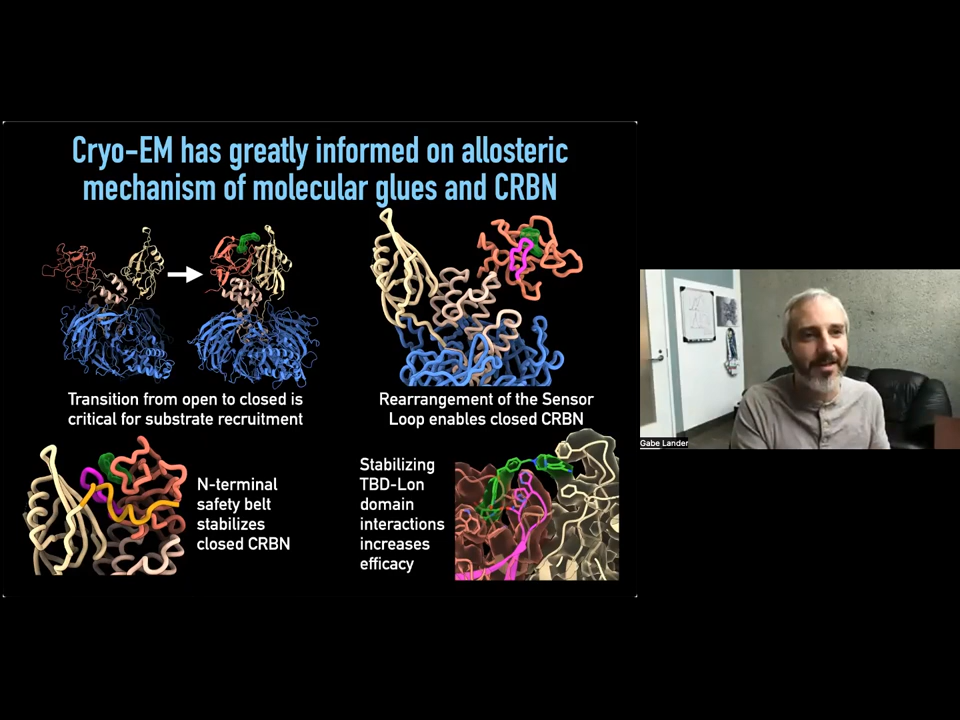 Cryo-EM has greatly informed on allosteric
mechanism of molecular glues and CRBN
Transition from open to closed is
critical for substrate recruitment
Rearrangement of the Sensor
Loop enables closed CRBN
N-terminal
safety belt
stabilizes
closed CRBN
Stabilizing
TBD-Lon
domain
interactions
increases
efficacy
Gabe Lander